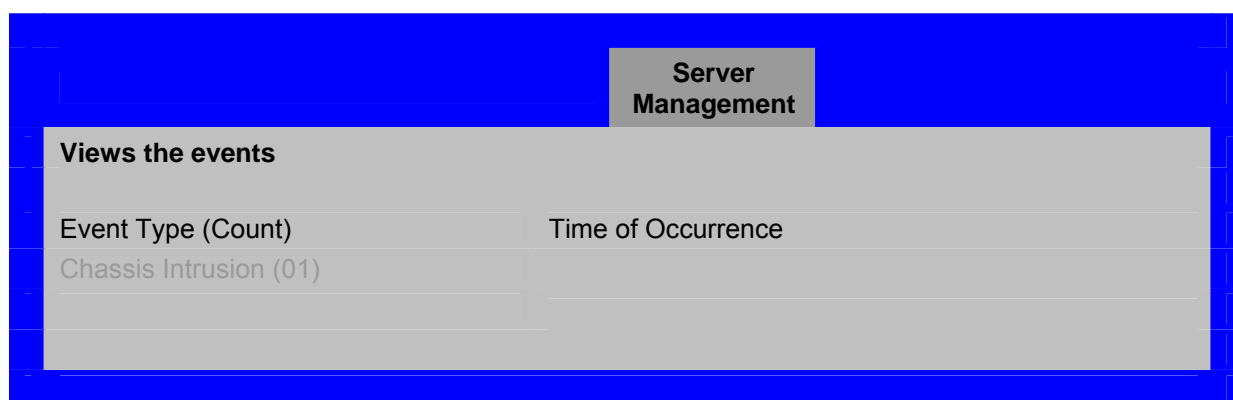 Server
Management
Views the events
Event Type (Count) Time of Occurrence
Chassis Intrusion (01)